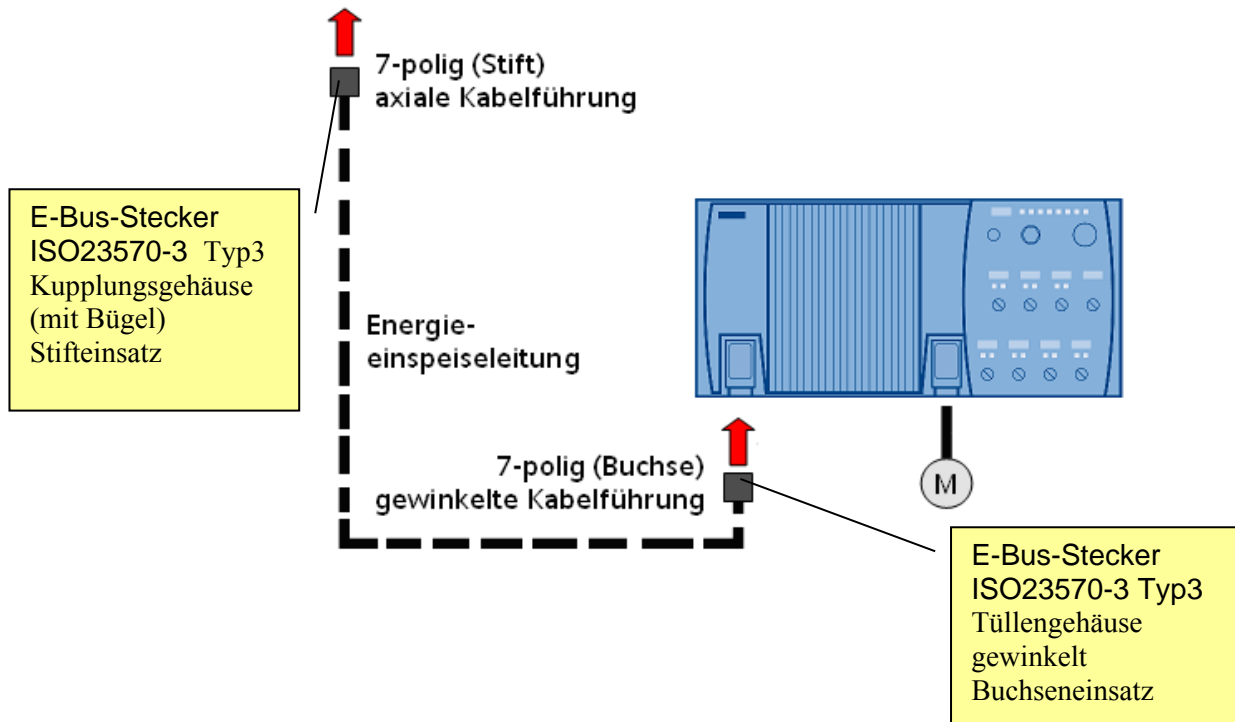 7-polig (Stift)
axiale Kabelführung
E-Bus-Stecker
ISO23570-3 Typ3
Kupplungsgehäuse
(mit Bügel)
Stifteinsatz
Energie-
einspeiseleitung
7-polig (Buchse)
gewinkelte Kabelführung
M
E-Bus-Stecker
ISO23570-3 Typ3
Tüllengehäuse
gewinkelt
Buchseneinsatz